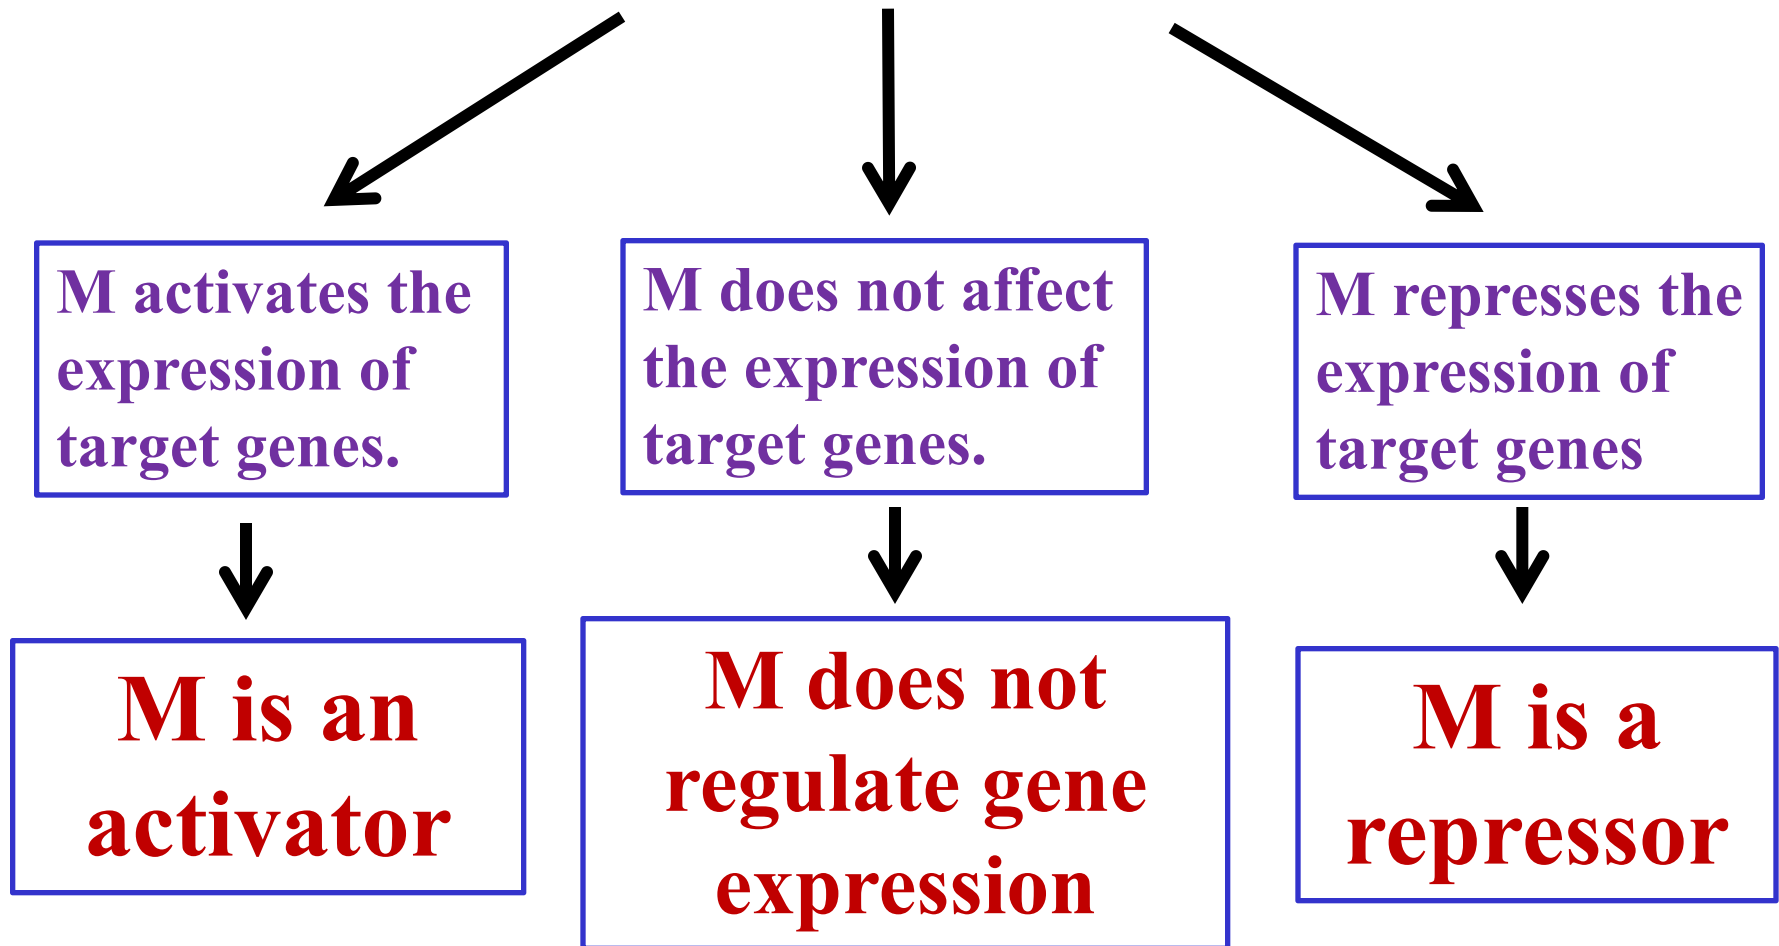 M activates the
expression of
target genes.
M does not affect
the expression of
target genes.
M represses the
expression of
target genes
M is an
activator
M does not
regulate gene
expression
M is a
repressor